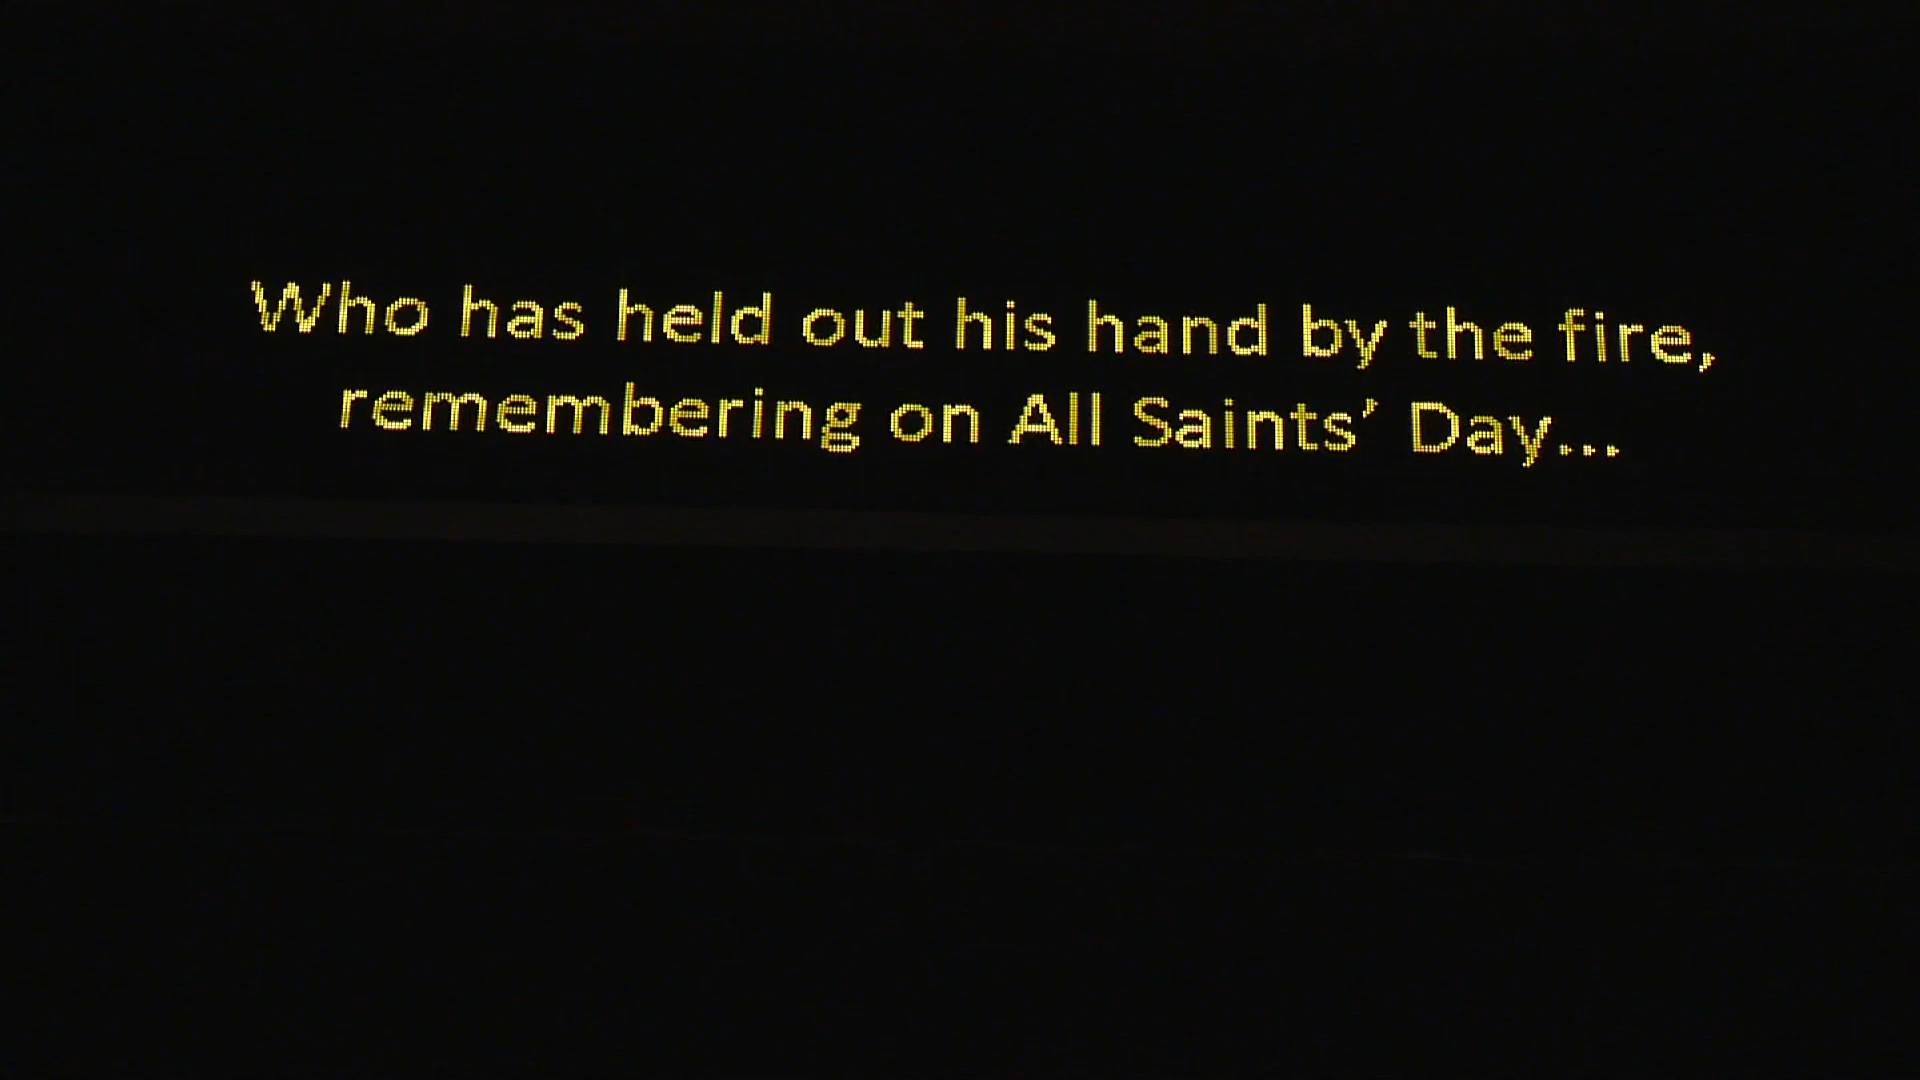 Who has held out his hand by the fire,
remembering on All Saints’ Day...